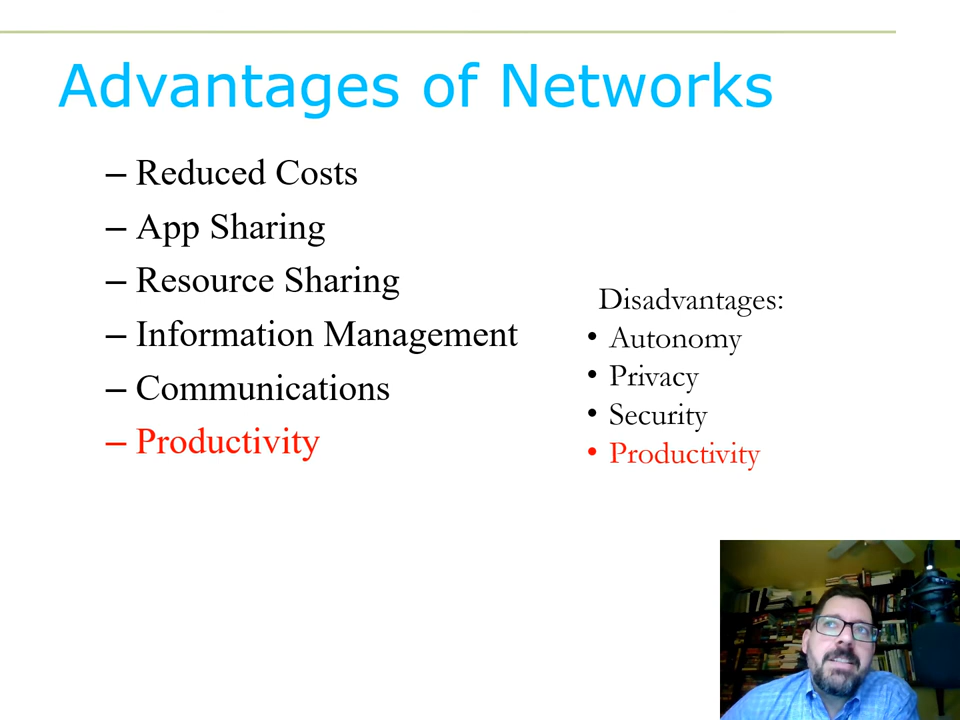 Advantages of Networks
– Reduced Costs
– App Sharing
– Resource Sharing
– Information Management
– Communications
– Productivity
Disadvantages:
• Autonomy
• Privacy
• Security
• Productivity